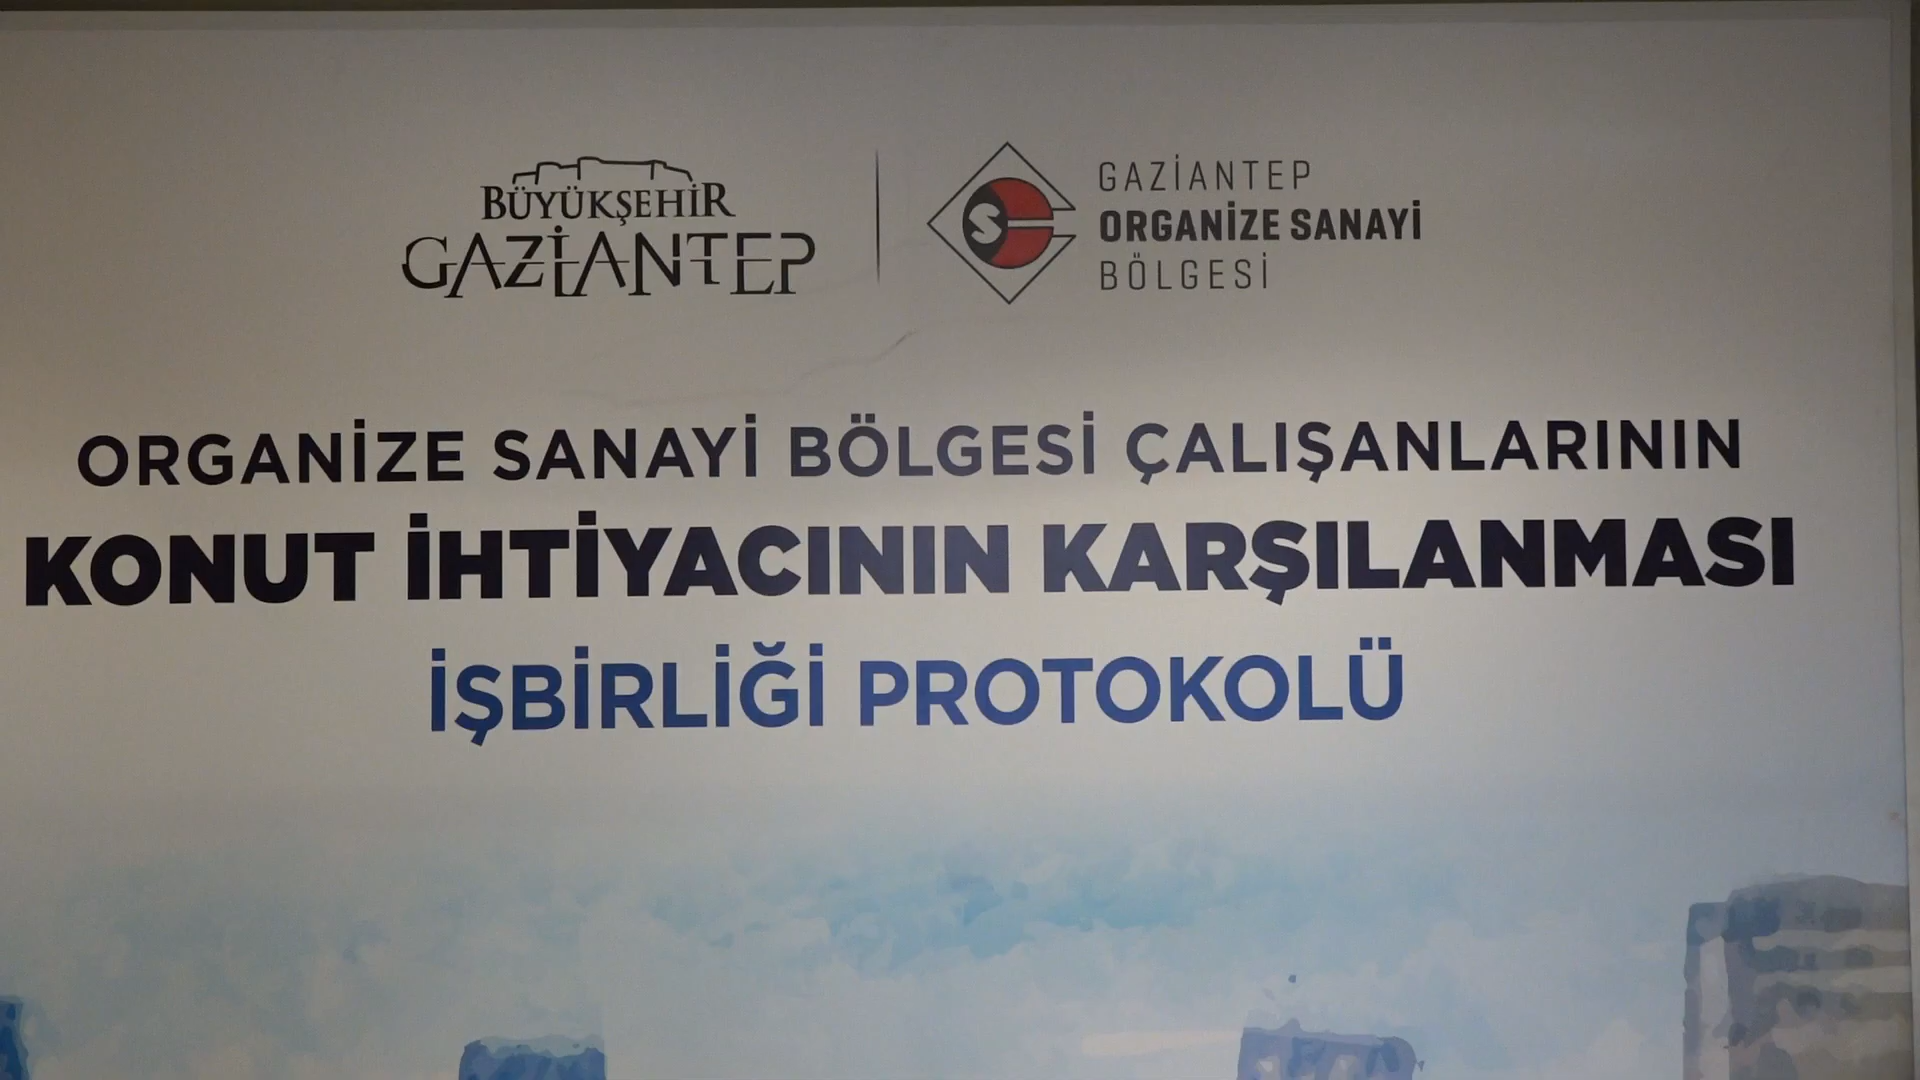 BÜYÜKŞEHİR
GAZİANTEP
GAZİANTEP
ORGANİZE SANAYİ
BÖLGESİ
ORGANİZE SANAYİ BÖLGESİ ÇALIŞANLARININ
KONUT İHTİYACININ KARŞILANMASI
İŞBİRLİĞİ PROTOKOLÜ